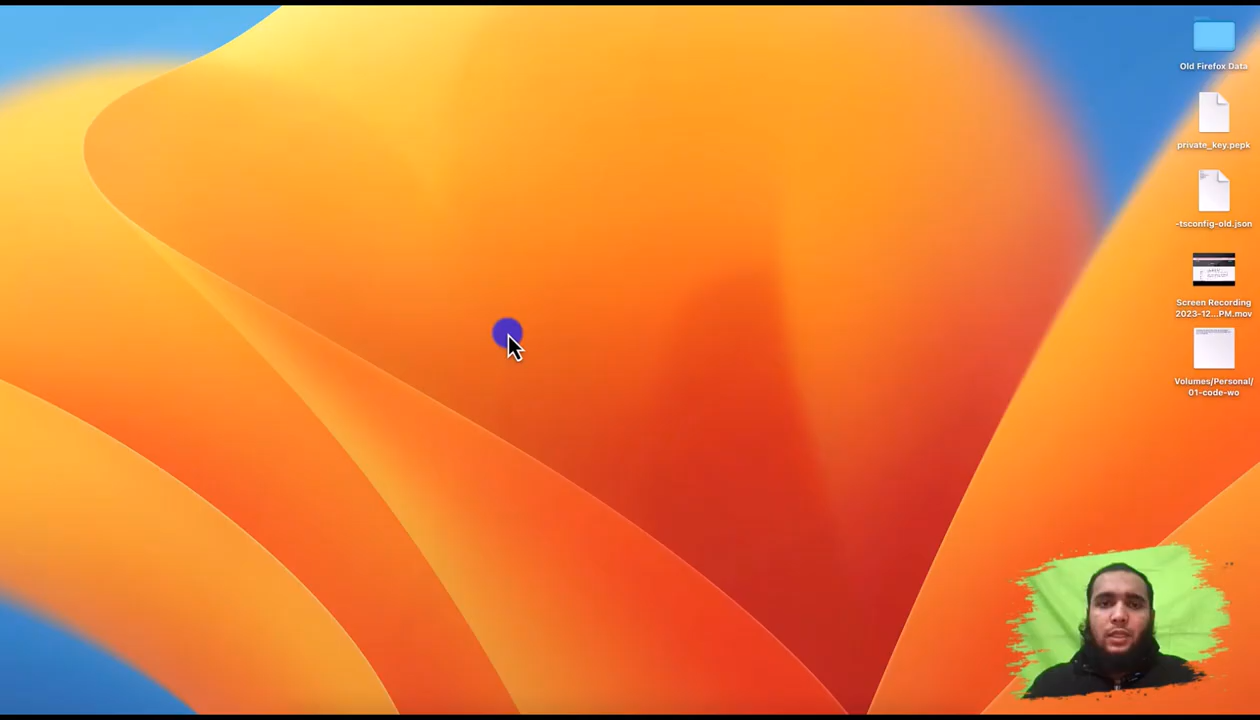 Old Firefox Data
private_key.pepk
-tsconfig-old.json
Screen Recording
2023-12...PM.mov
Volumes/Personal/
01-code-wo